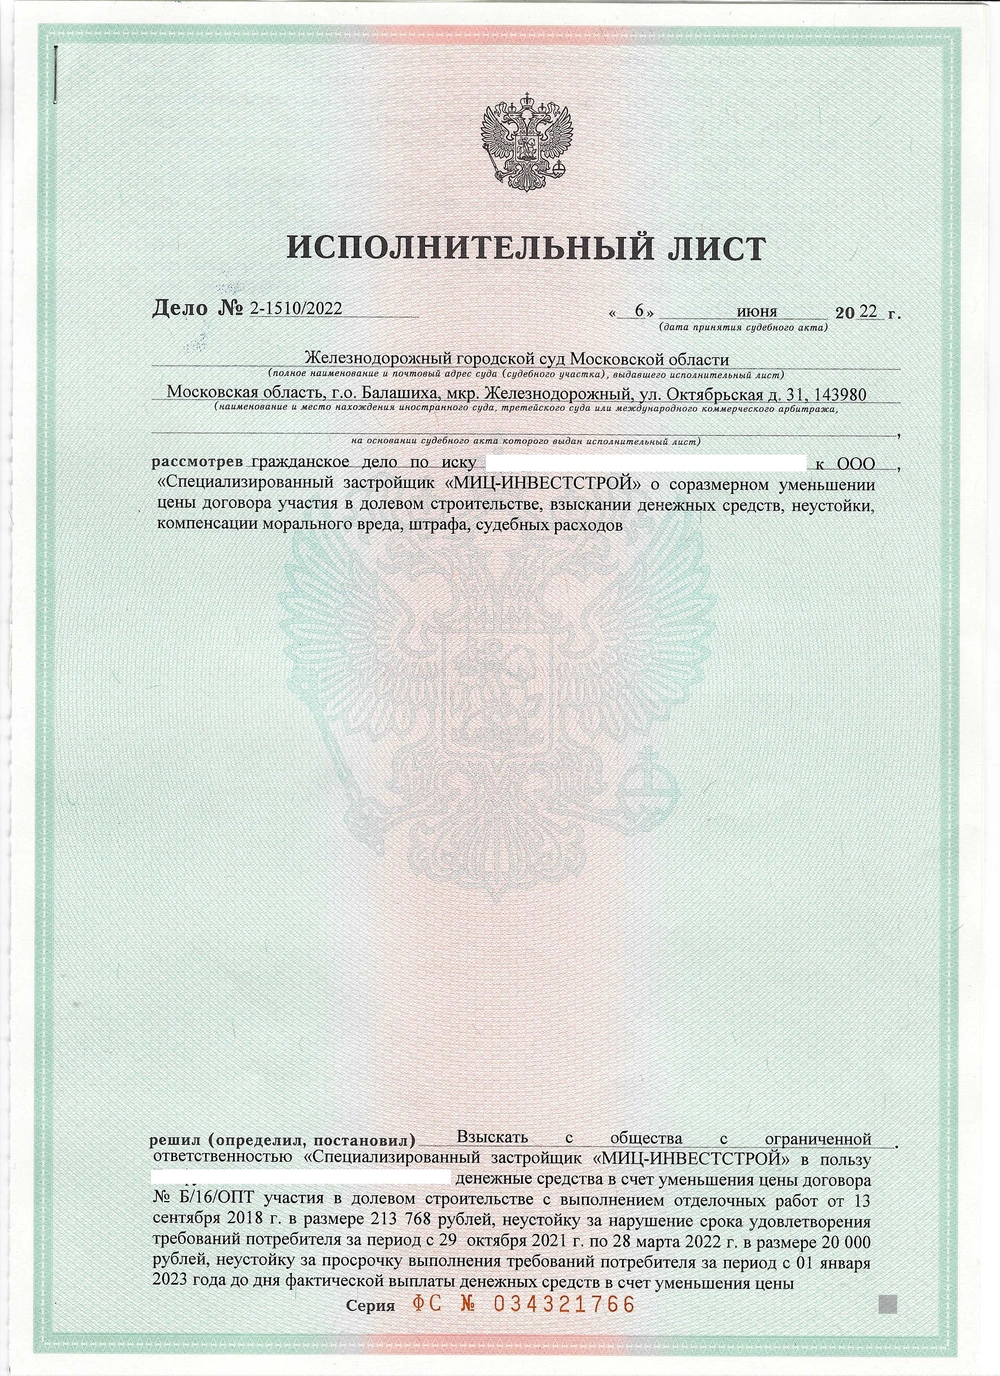 ИСПОЛНИТЕЛЬНЫЙ ЛИСТ
Дело № 2-1510/2022 « 6 » июня 20 22 г.
(дата принятия судебного акта)
Железнодорожный городской суд Московской области
(полное наименование и почтовый адрес суда (судебного участка), выдавшего исполнительный лист)
Московская область, г.о. Балашиха, мкр. Железнодорожный, ул. Октябрьская д. 31, 143980
(наименование и место нахождения иностранного суда, третейского суда или международного коммерческого арбитража,
,
на основании судебного акта которого выдан исполнительный лист)
рассмотрев гражданское дело по иску к ООО ,
«Специализированный застройщик «МИЦ-ИНВЕСТСТРОЙ» о соразмерном уменьшении
цены договора участия в долевом строительстве, взыскании денежных средств, неустойки,
компенсации морального вреда, штрафа, судебных расходов
решил (определил, постановил) Взыскать с общества с ограниченной .
ответственностью «Специализированный застройщик «МИЦ-ИНВЕСТСТРОЙ» в пользу
денежные средства в счет уменьшения цены договора
№ Б/16/ОПТ участия в долевом строительстве с выполнением отделочных работ от 13
сентября 2018 г. в размере 213 768 рублей, неустойку за нарушение срока удовлетворения
требований потребителя за период с 29 октября 2021 г. по 28 марта 2022 г. в размере 20 000
рублей, неустойку за просрочку выполнения требований потребителя за период с 01 января
2023 года до дня фактической выплаты денежных средств в счет уменьшения цены
Серия ФС № 034321766